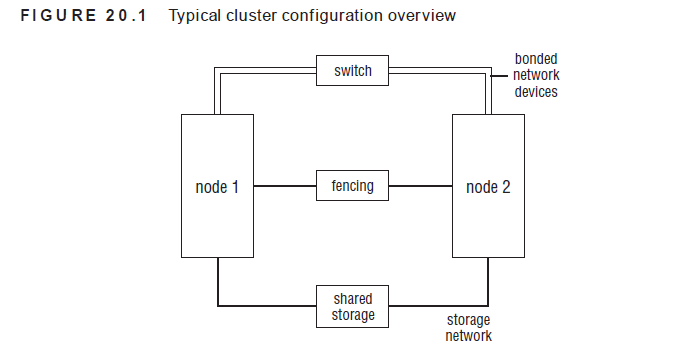 FIGURE 20.1 Typical cluster configuration overview
switch
bonded
network
devices
node 1
fencing
node 2
shared
storage
storage
network